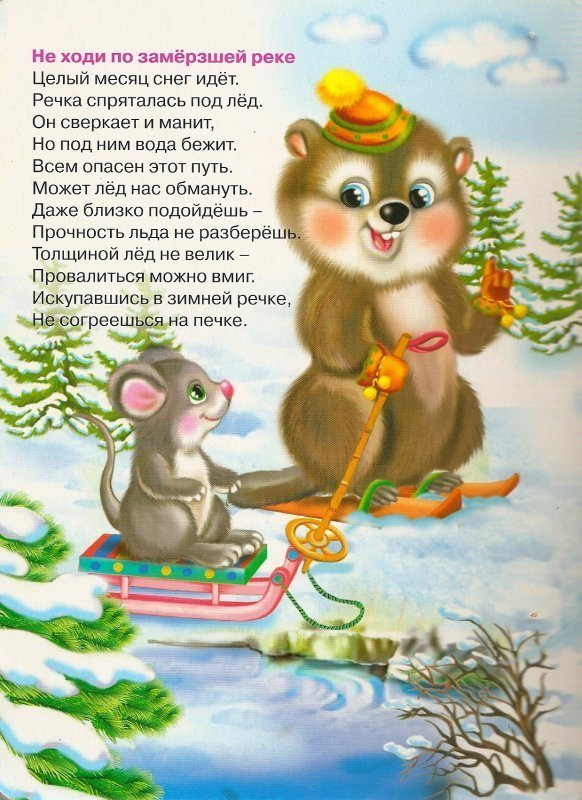 Не ходи по замёрзшей реке
Целый месяц снег идёт.
Речка спряталась под лёд.
Он сверкает и манит,
Но под ним вода бежит.
Всем опасен этот путь.
Может лёд нас обмануть.
Даже близко подойдёшь –
Прочность льда не разберёшь.
Толщиной лёд не велик –
Провалиться можно вмиг.
Искупавшись в зимней речке,
Не согреешься на печке.